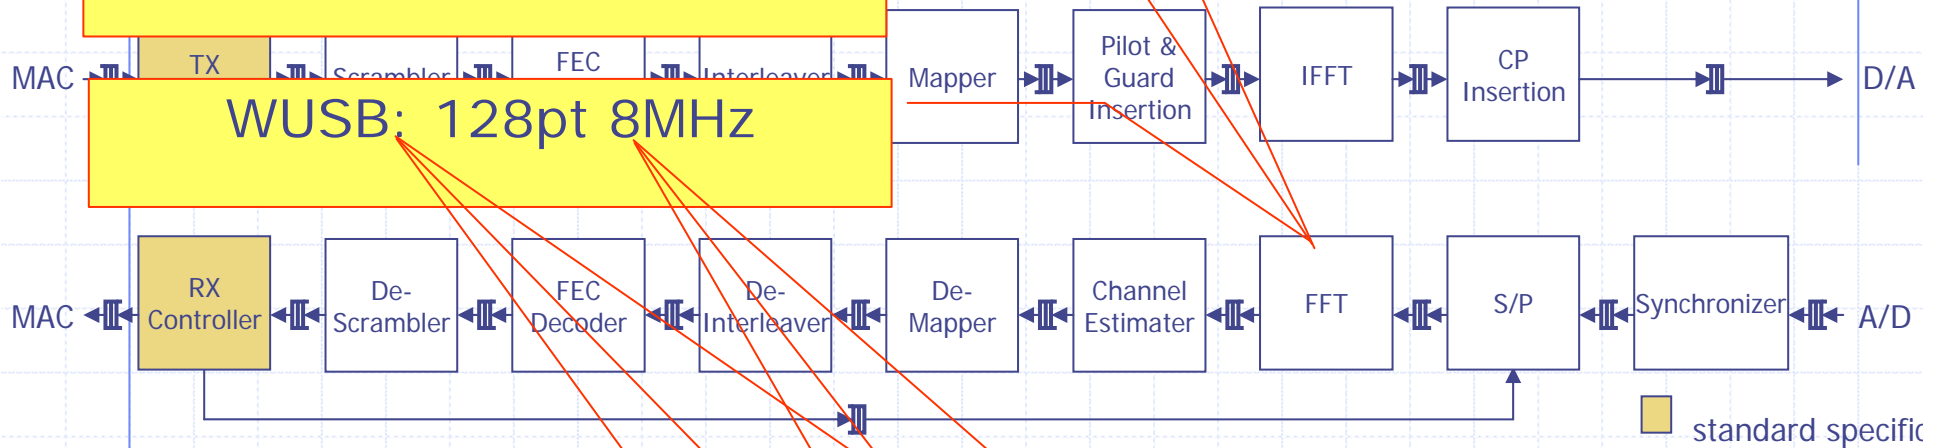 MAC
TX
Scrambler
FEC
Interleaver
Mapper
Pilot &
Guard
Insertion
IFFT
CP
Insertion
D/A
WUSB: 128pt 8MHz
MAC
RX
Controller
De-
Scrambler
FEC
Decoder
De-
Interleaver
De-
Mapper
Channel
Estimater
FFT
S/P
Synchronizer
A/D
standard specific